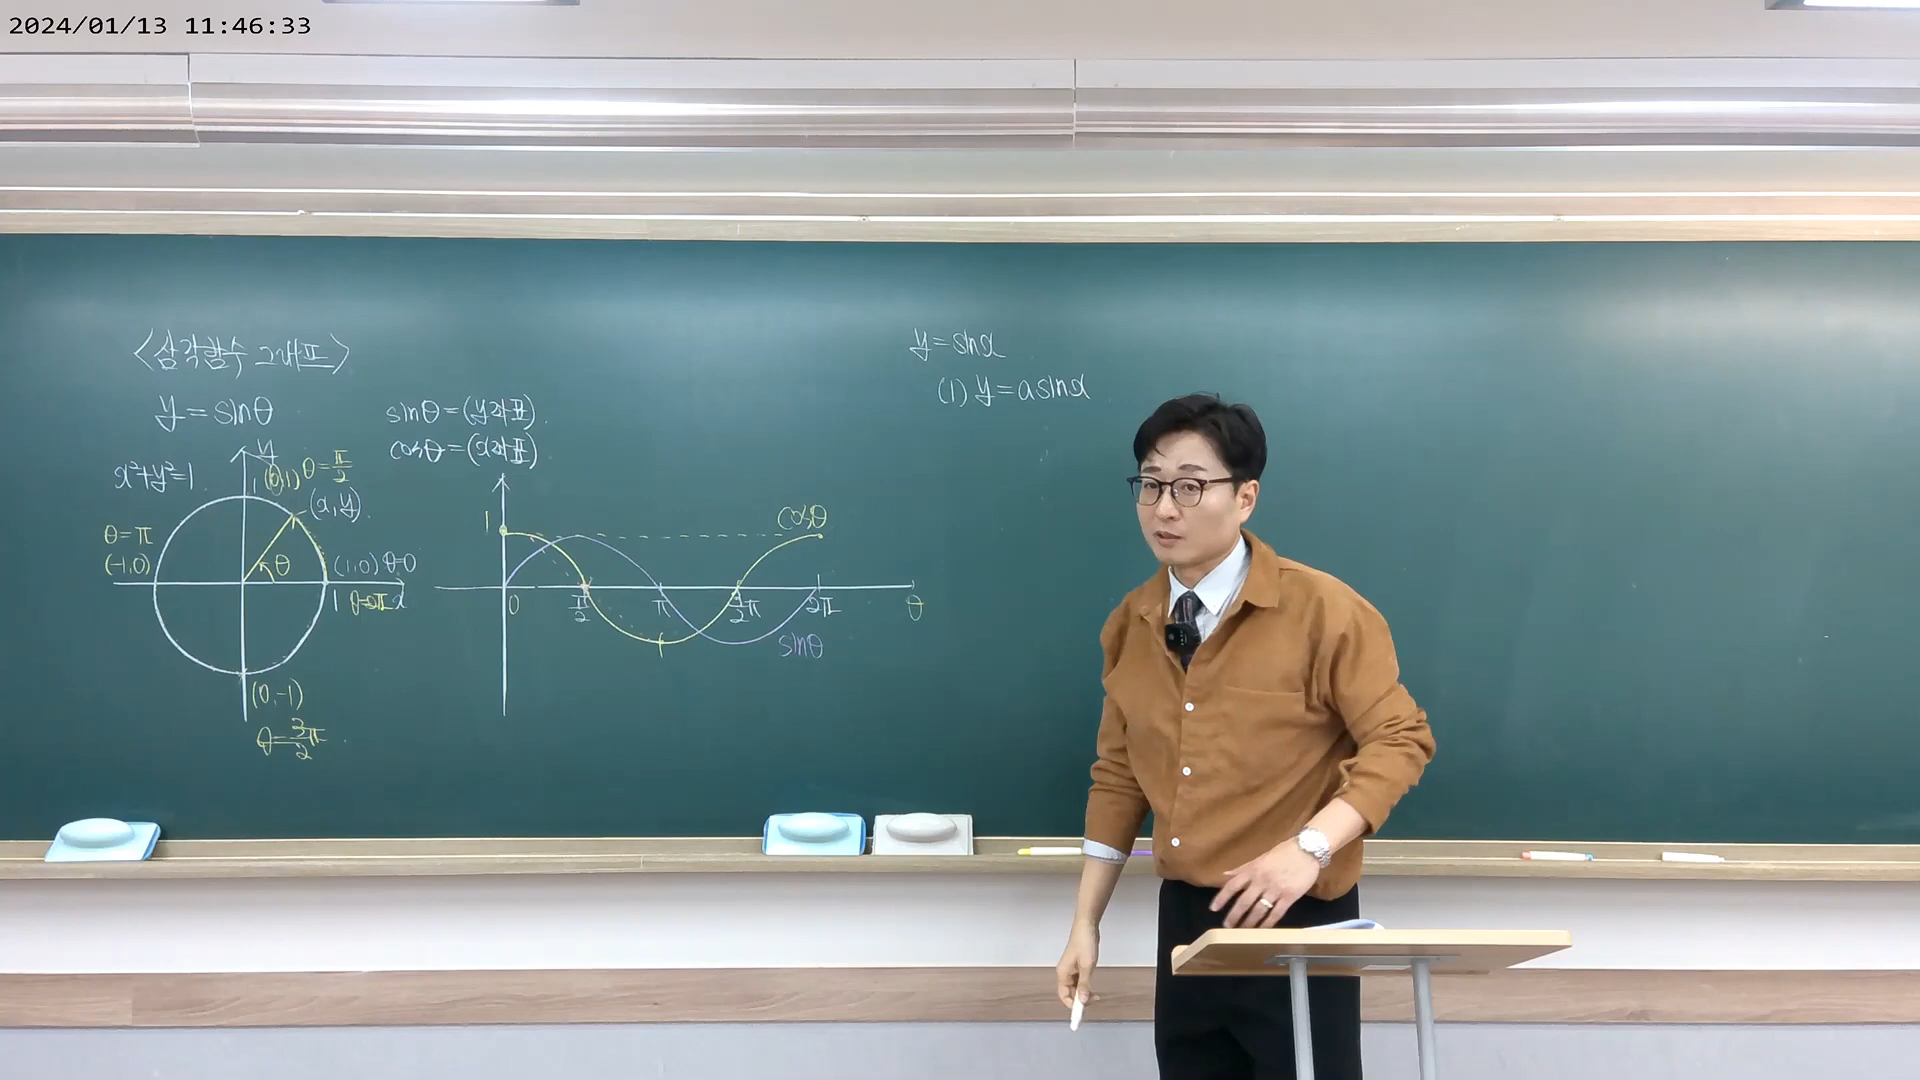 2024/01/13 11:46:33
<삼각함수 그래프>
y=sinθ
x²+y²=1
y
1
(0,1) θ=π/2
(x,y)
θ=π
(-1,0)
θ
(1,0) θ=0
1 θ=2π x
(0,-1)
θ=3/2π
sinθ=(y좌표)
cosθ=(x좌표)
1
cosθ
0 π/2 π 3/2π 2π θ
sinθ
y=sinx
(1) y=asinx